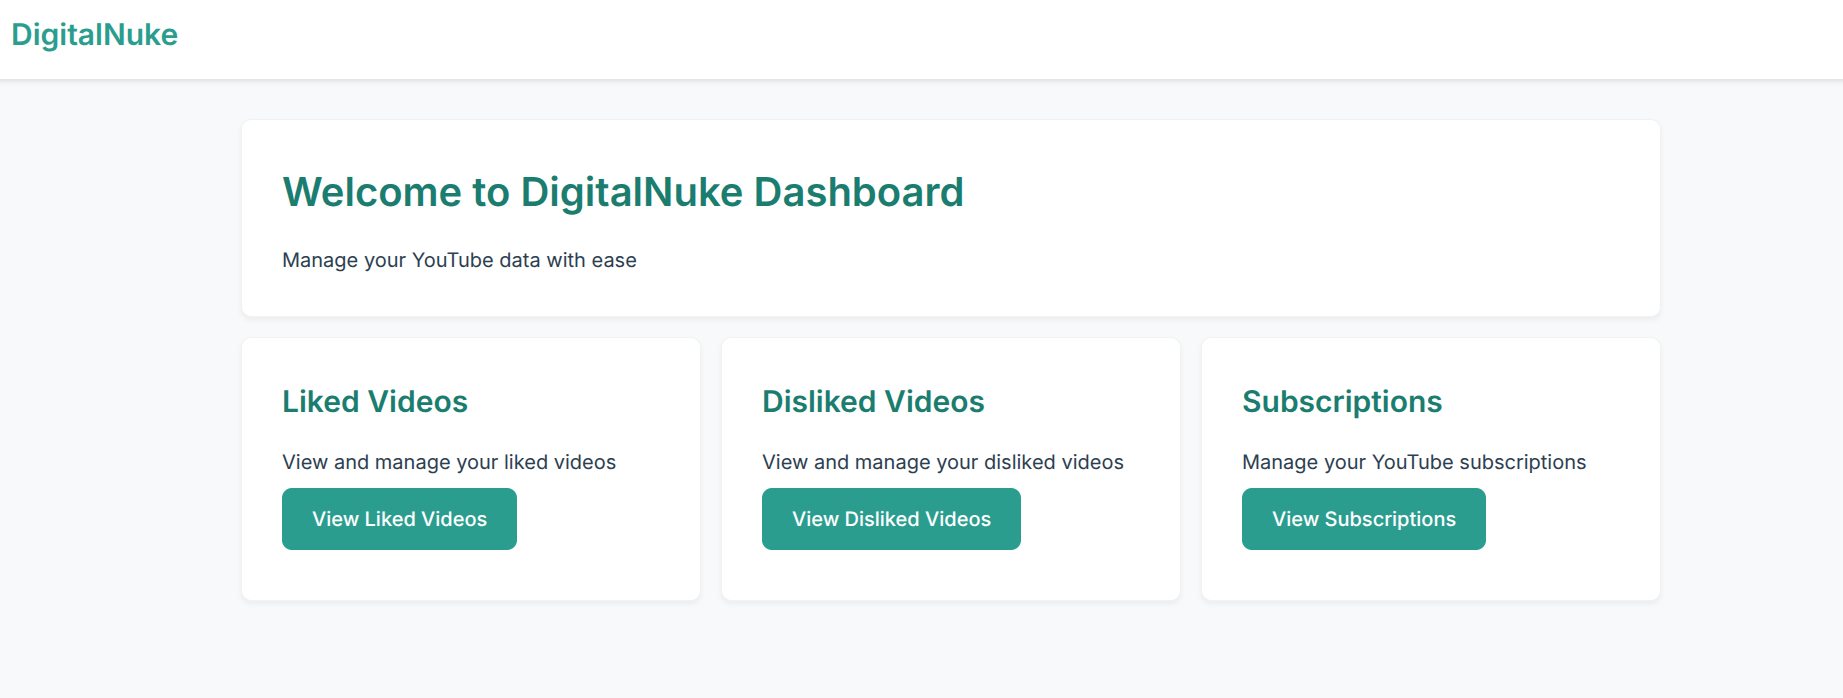 DigitalNuke
Welcome to DigitalNuke Dashboard
Manage your YouTube data with ease
Liked Videos
View and manage your liked videos
View Liked Videos
Disliked Videos
View and manage your disliked videos
View Disliked Videos
Subscriptions
Manage your YouTube subscriptions
View Subscriptions